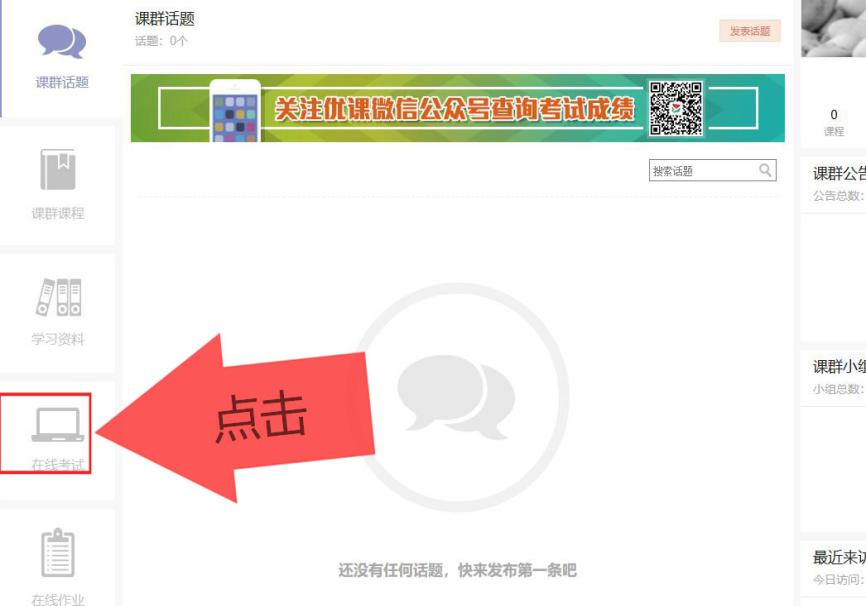 课群话题
课群课程
学习资料
在线考试
在线作业
课群话题
话题：0个
发表话题
关注优课微信公众号查询考试成绩
搜索话题
点击
还没有任何话题，快来发布第一条吧
0
课程
课群公告
公告总数：
课群小组
小组总数：
最近来访
今日访问：